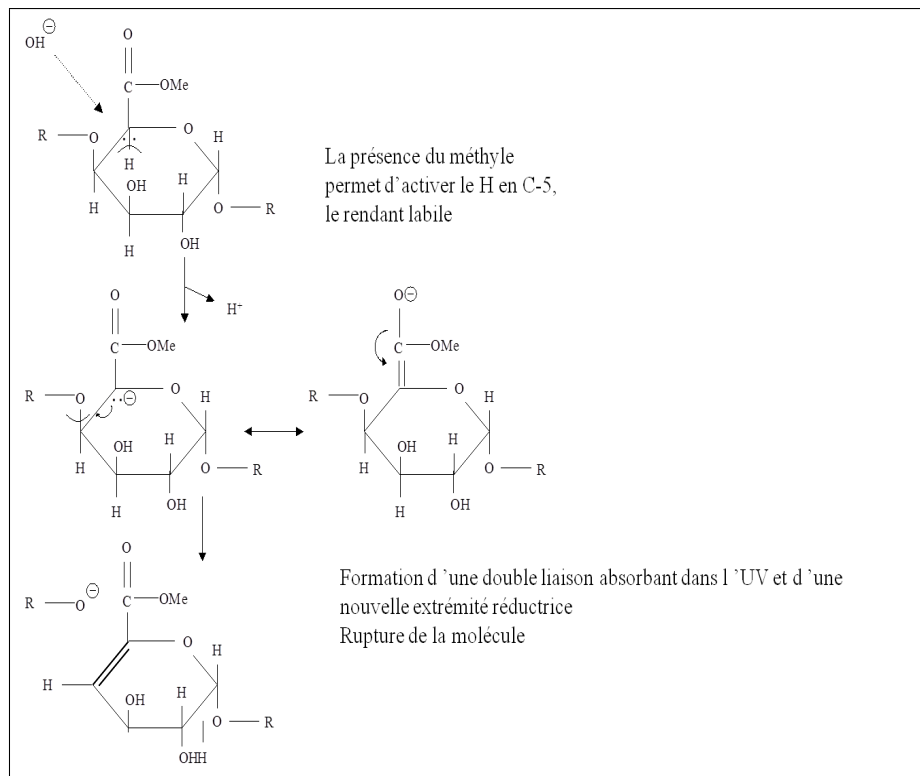 OH⊖
O
C—OMe
R—O
O
H
H
OH
H
H
O—R
H
OH
La présence du méthyle
permet d'activer le H en C-5,
le rendant labile
H⁺
O
C—OMe
R—O
O
⊖
H
OH
H
H
O—R
H
OH
O⊖
C—OMe
R—O
O
H
OH
H
H
O—R
H
OH
O
C—OMe
R—O⊖
O
H
H
OH
H
O—R
OHH
Formation d ’une double liaison absorbant dans l ’UV et d ’une
nouvelle extrémité réductrice
Rupture de la molécule